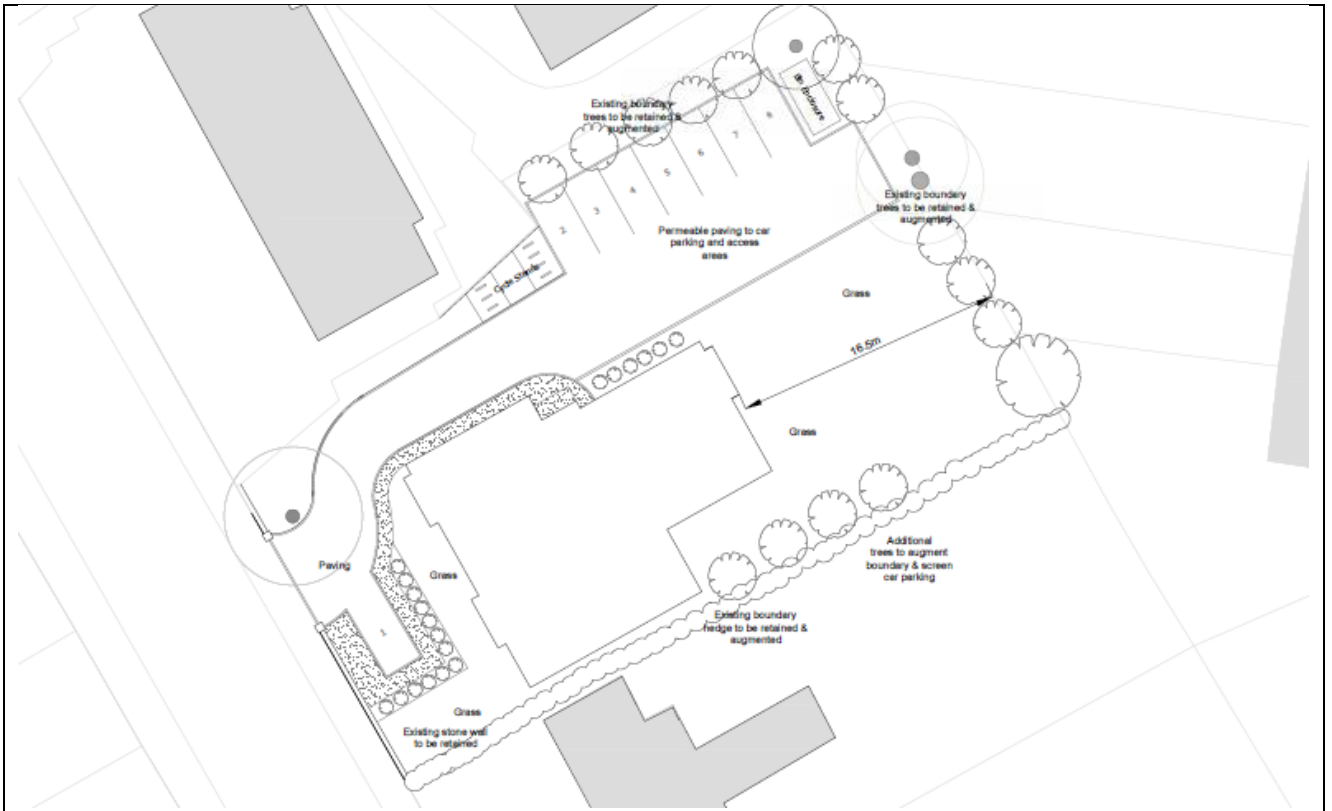 Bin Enclosure
Existing boundary
trees to be retained &
augmented
8
7
6
5
4
3
2
Existing boundary
trees to be retained &
augmented
Permeable paving to car
parking and access
areas
Cycle Stands
Grass
16.5m
Grass
Additional
trees to augment
boundary & screen
car parking
Paving
Grass
1
Existing boundary
hedge to be retained &
augmented
Grass
Existing stone wall
to be retained